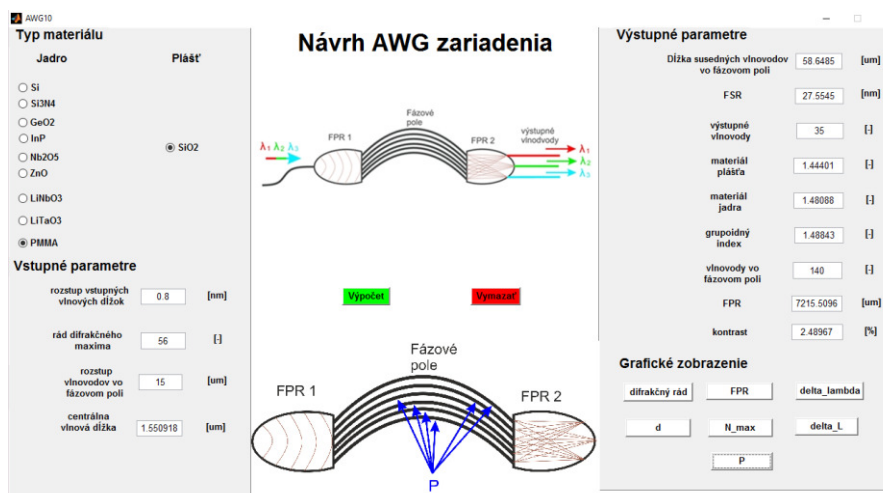 AWG10
Typ materiálu
Jadro
Plášť
Si
Si3N4
GeO2
InP
Nb2O5
ZnO
LiNbO3
LiTaO3
PMMA
SiO2
Vstupné parametre
rozstup vstupných
vlnových dĺžok
0.8
[nm]
rád difrakčného
maxima
56
[-]
rozstup
vlnovodov vo
fázovom poli
15
[um]
centrálna
vlnová dĺžka
1.550918
[um]
Návrh AWG zariadenia
λ1 λ2 λ3
FPR 1
Fázové
pole
FPR 2
výstupné
vlnodvody
λ1
λ2
λ3
Výpočet
Vymazať
Fázové
pole
FPR 1
FPR 2
P
Výstupné parametre
Dĺžka susedných vlnovodov
vo fázovom poli
58.6485
[um]
FSR
27.5545
[nm]
výstupné
vlnovody
35
[-]
materiál
plášťa
1.44401
[-]
materiál
jadra
1.48088
[-]
grupoidný
index
1.48843
[-]
vlnovody vo
fázovom poli
140
[-]
FPR
7215.5096
[um]
kontrast
2.48967
[%]
Grafické zobrazenie
difrakčný rád
FPR
delta_lambda
d
N_max
delta_L
P